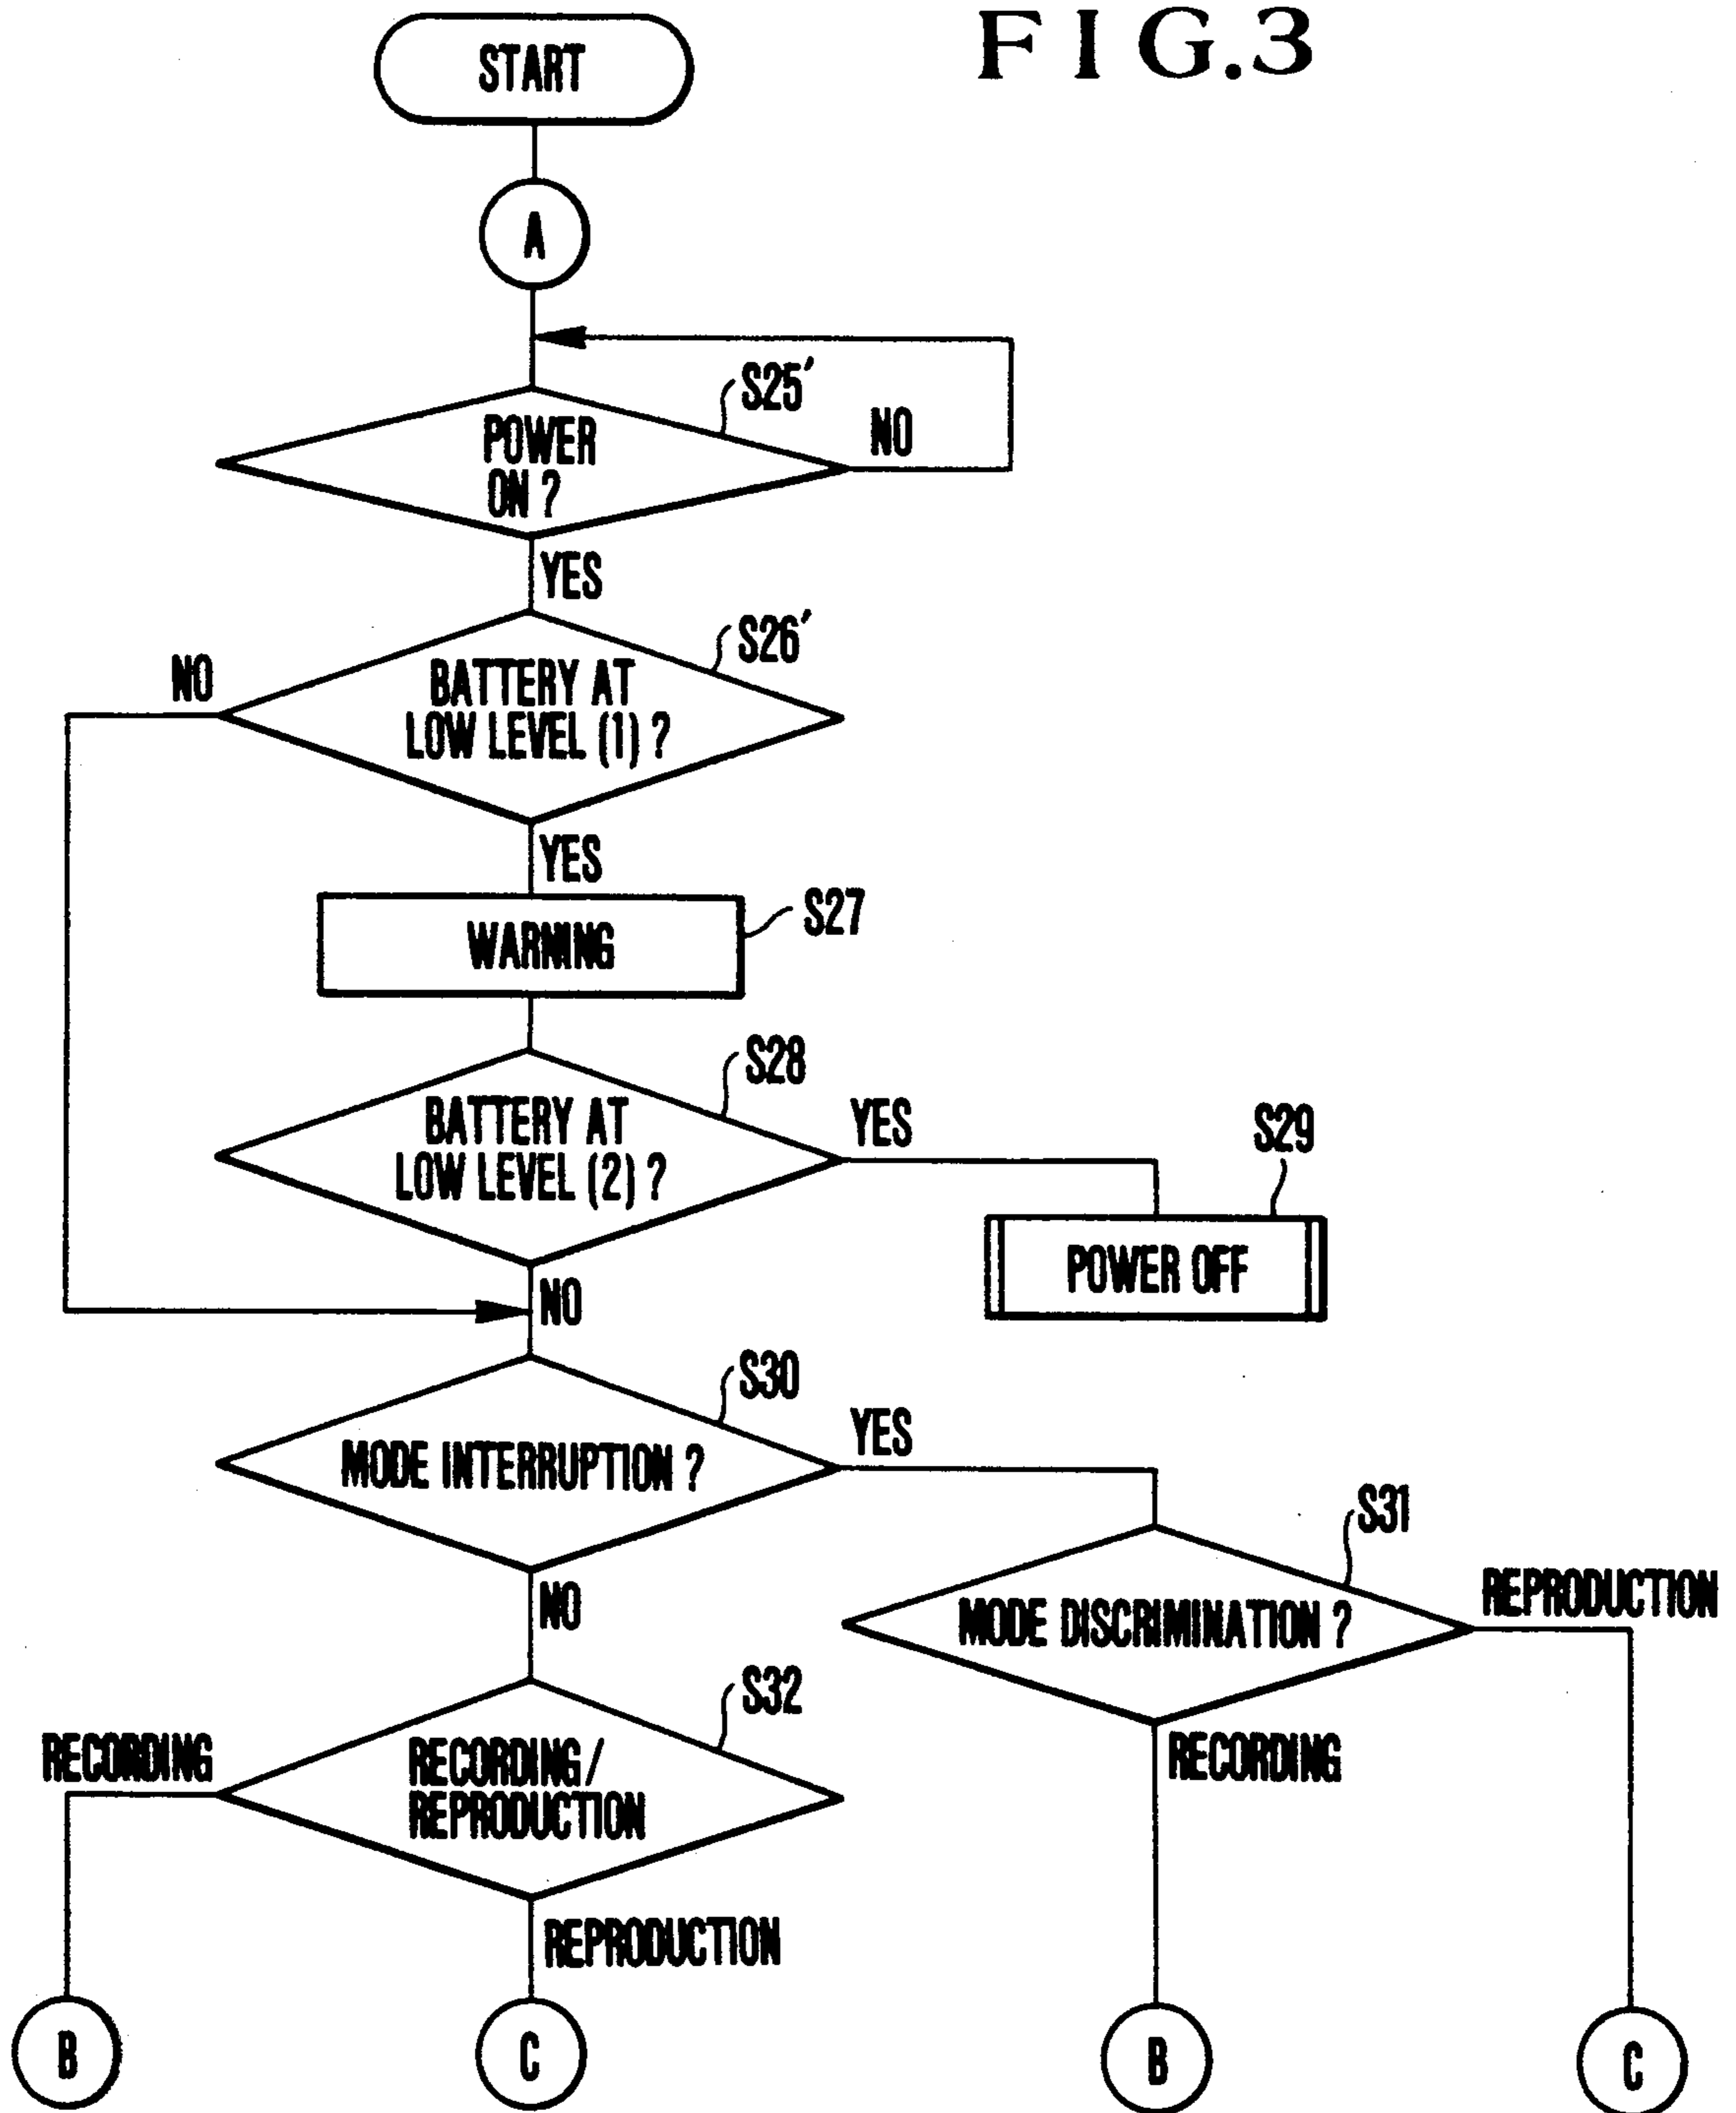 FIG.3
START
A
S25'
POWER
ON ?
NO
YES
S26'
NO
BATTERY AT
LOW LEVEL (1) ?
YES
WARNING
S27
S28
BATTERY AT
LOW LEVEL (2) ?
YES
S29
POWER OFF
NO
S30
MODE INTERRUPTION ?
YES
S31
MODE DISCRIMINATION ?
REPRODUCTION
NO
S32
RECORDING
RECORDING/
REPRODUCTION
RECORDING
REPRODUCTION
B
C
B
C